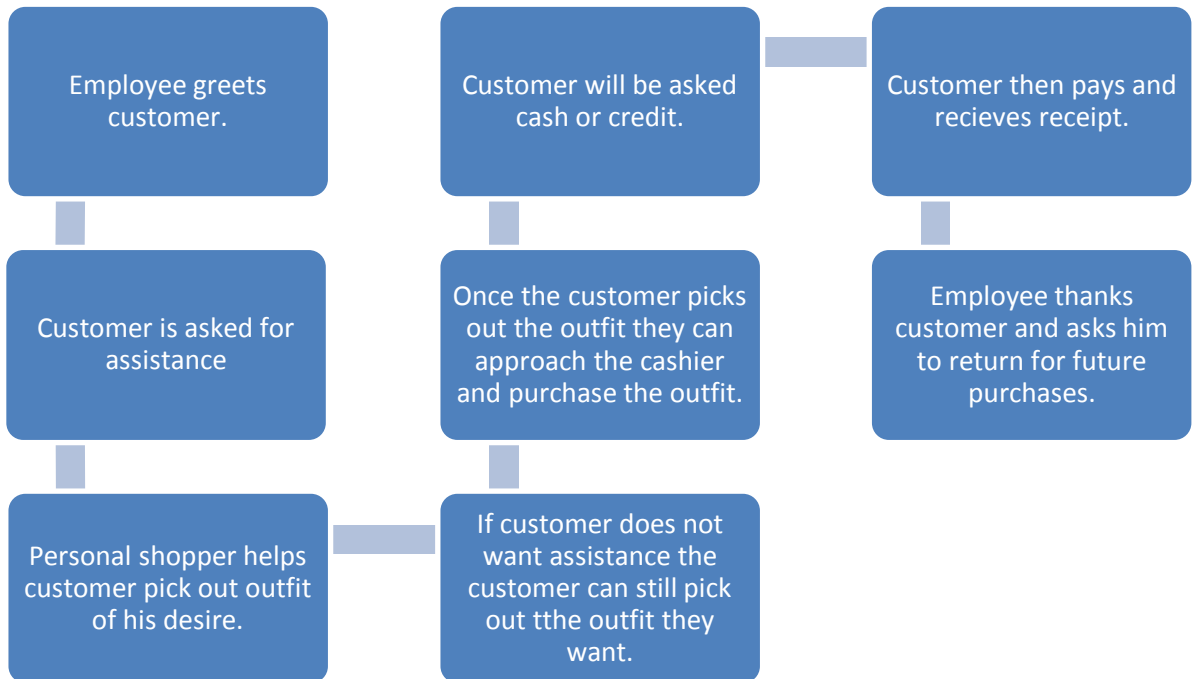 Employee greets
customer.
Customer is asked for
assistance
Personal shopper helps
customer pick out outfit
of his desire.
If customer does not
want assistance the
customer can still pick
out tthe outfit they
want.
Once the customer picks
out the outfit they can
approach the cashier
and purchase the outfit.
Customer will be asked
cash or credit.
Customer then pays and
recieves receipt.
Employee thanks
customer and asks him
to return for future
purchases.